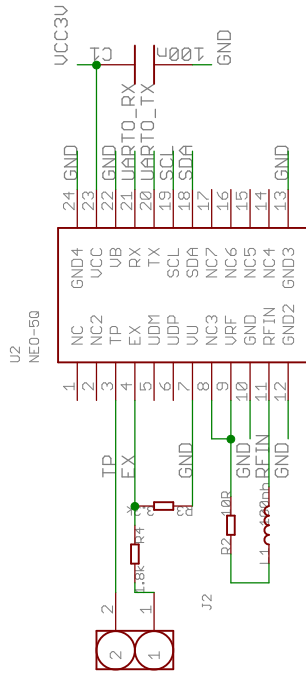 VCC3V
C1
100n
GND
GND
GND
UART0_RX
UART0_TX
SCL
SDA
GND
24
23
22
21
20
19
18
17
16
15
14
13
GND4
VCC
VB
RX
TX
SCL
SDA
NC7
NC6
NC5
NC4
GND3
U2
NEO-5Q
NC
NC2
TP
EX
UDM
UDP
VU
NC3
VRF
GND
RFIN
GND2
1
2
3
4
5
6
7
8
9
10
11
12
TP
EX
GND
GND
RFIN
GND
R4
1.8k
R2
10R
L1
2
1
2
1
J2